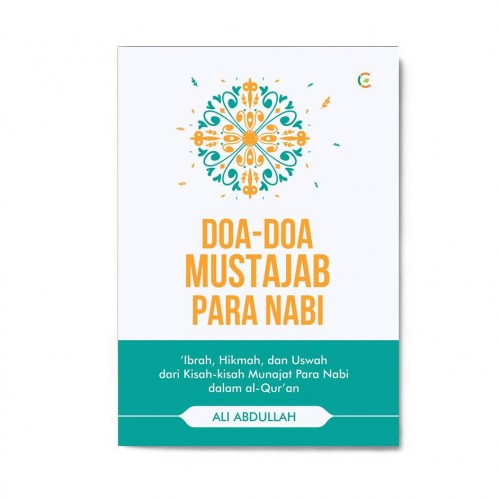 DOA-DOA
MUSTAJAB
PARA NABI
‘Ibrah, Hikmah, dan Uswah
dari Kisah-kisah Munajat Para Nabi
dalam al-Qur’an
ALI ABDULLAH